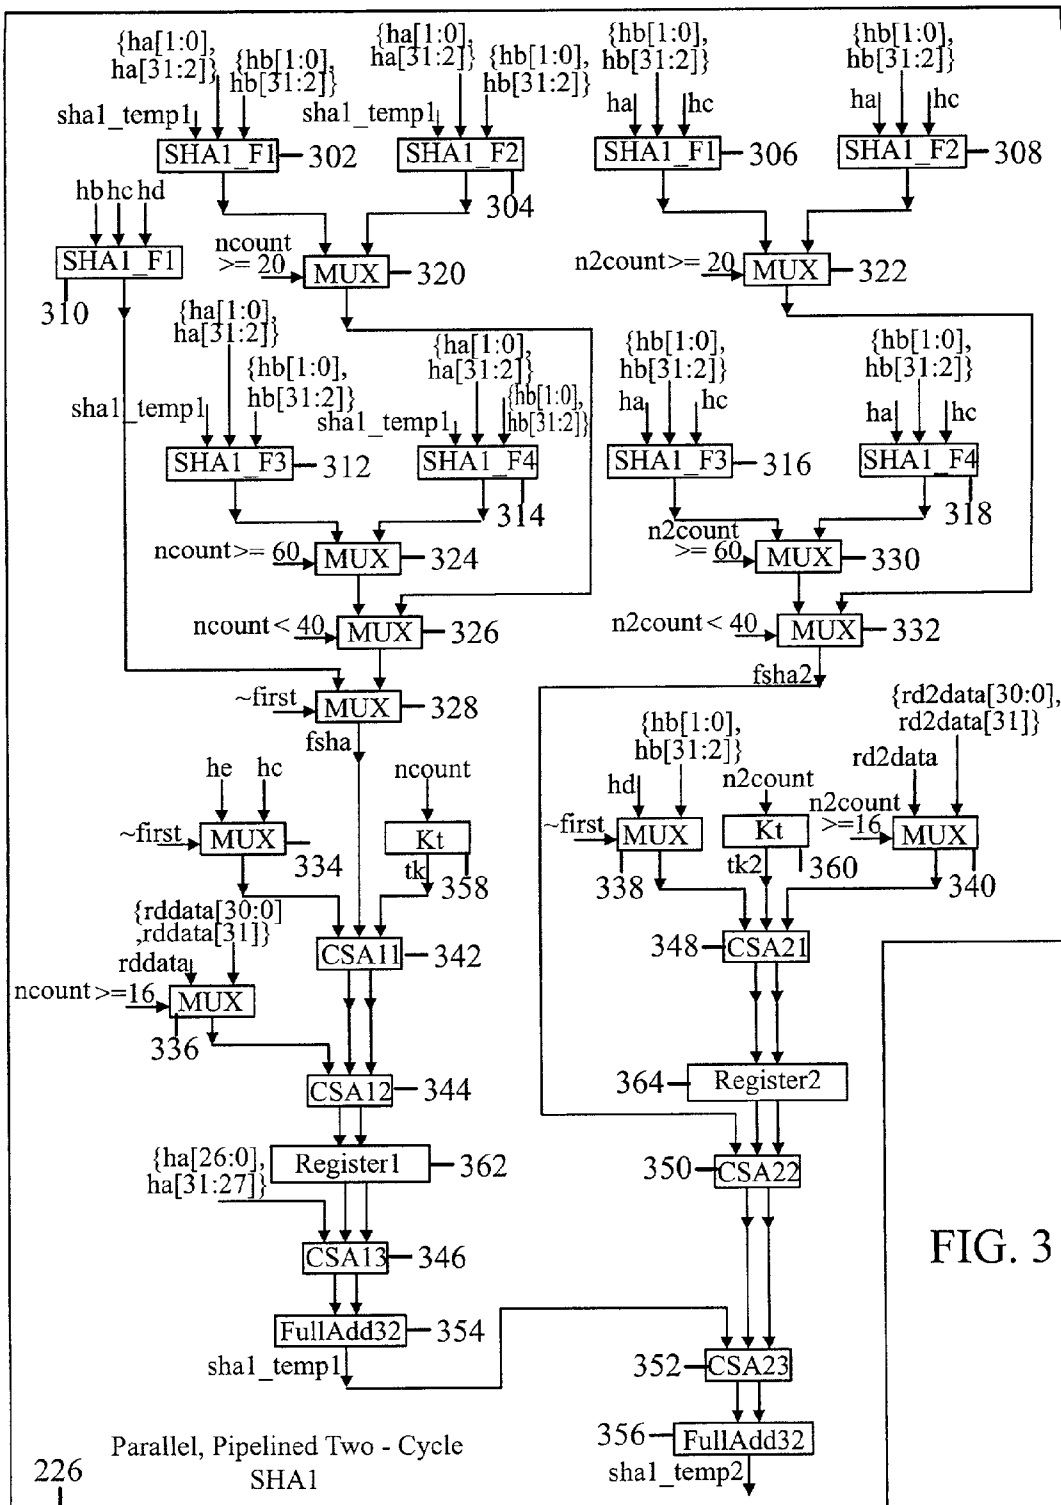 {ha[1:0],
ha[31:2]}
{hb[1:0],
hb[31:2]}
sha1_temp1
SHA1_F1
302
{ha[1:0],
ha[31:2]}
{hb[1:0],
hb[31:2]}
sha1_temp1
SHA1_F2
304
{hb[1:0],
hb[31:2]}
ha
hc
SHA1_F1
306
{hb[1:0],
hb[31:2]}
ha
hc
SHA1_F2
308
hb hc hd
SHA1_F1
310
ncount
>= 20
MUX
320
n2count>= 20
MUX
322
{ha[1:0],
ha[31:2]}
{hb[1:0],
hb[31:2]}
sha1_temp1
SHA1_F3
312
{ha[1:0],
ha[31:2]}
{hb[1:0],
hb[31:2]}
sha1_temp1
SHA1_F4
314
{hb[1:0],
hb[31:2]}
ha
hc
SHA1_F3
316
{hb[1:0],
hb[31:2]}
ha
hc
SHA1_F4
318
ncount>= 60
MUX
324
n2count
>= 60
MUX
330
ncount < 40
MUX
326
n2count < 40
MUX
332
~first
MUX
328
fsha
fsha2
he
hc
~first
MUX
334
ncount
Kt
tk
358
{hb[1:0],
hb[31:2]}
hd
~first
MUX
338
n2count
Kt
tk2
360
{rd2data[30:0],
rd2data[31]}
rd2data
n2count
>=16
MUX
340
{rddata[30:0]
,rddata[31]}
rddata
ncount >=16
MUX
336
CSA11
342
348
CSA21
CSA12
344
364
Register2
{ha[26:0],
ha[31:27]}
Register1
362
350
CSA22
CSA13
346
FIG. 3
FullAdd32
354
sha1_temp1
352
CSA23
356
FullAdd32
sha1_temp2
Parallel, Pipelined Two - Cycle
SHA1
226